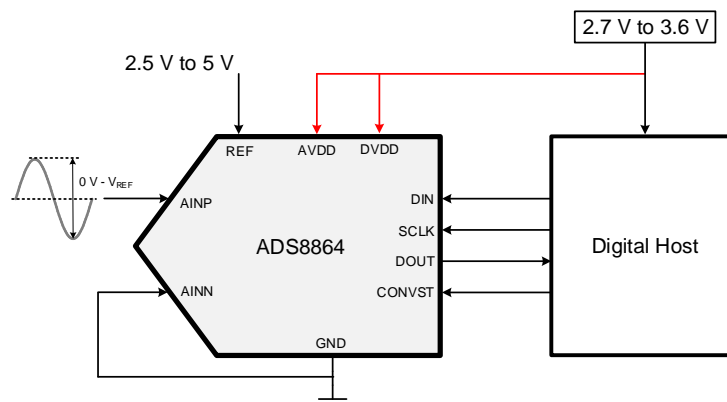 2.7 V to 3.6 V
2.5 V to 5 V
REF
AVDD
DVDD
0 V - VREF
AINP
DIN
SCLK
ADS8864
Digital Host
DOUT
AINN
CONVST
GND